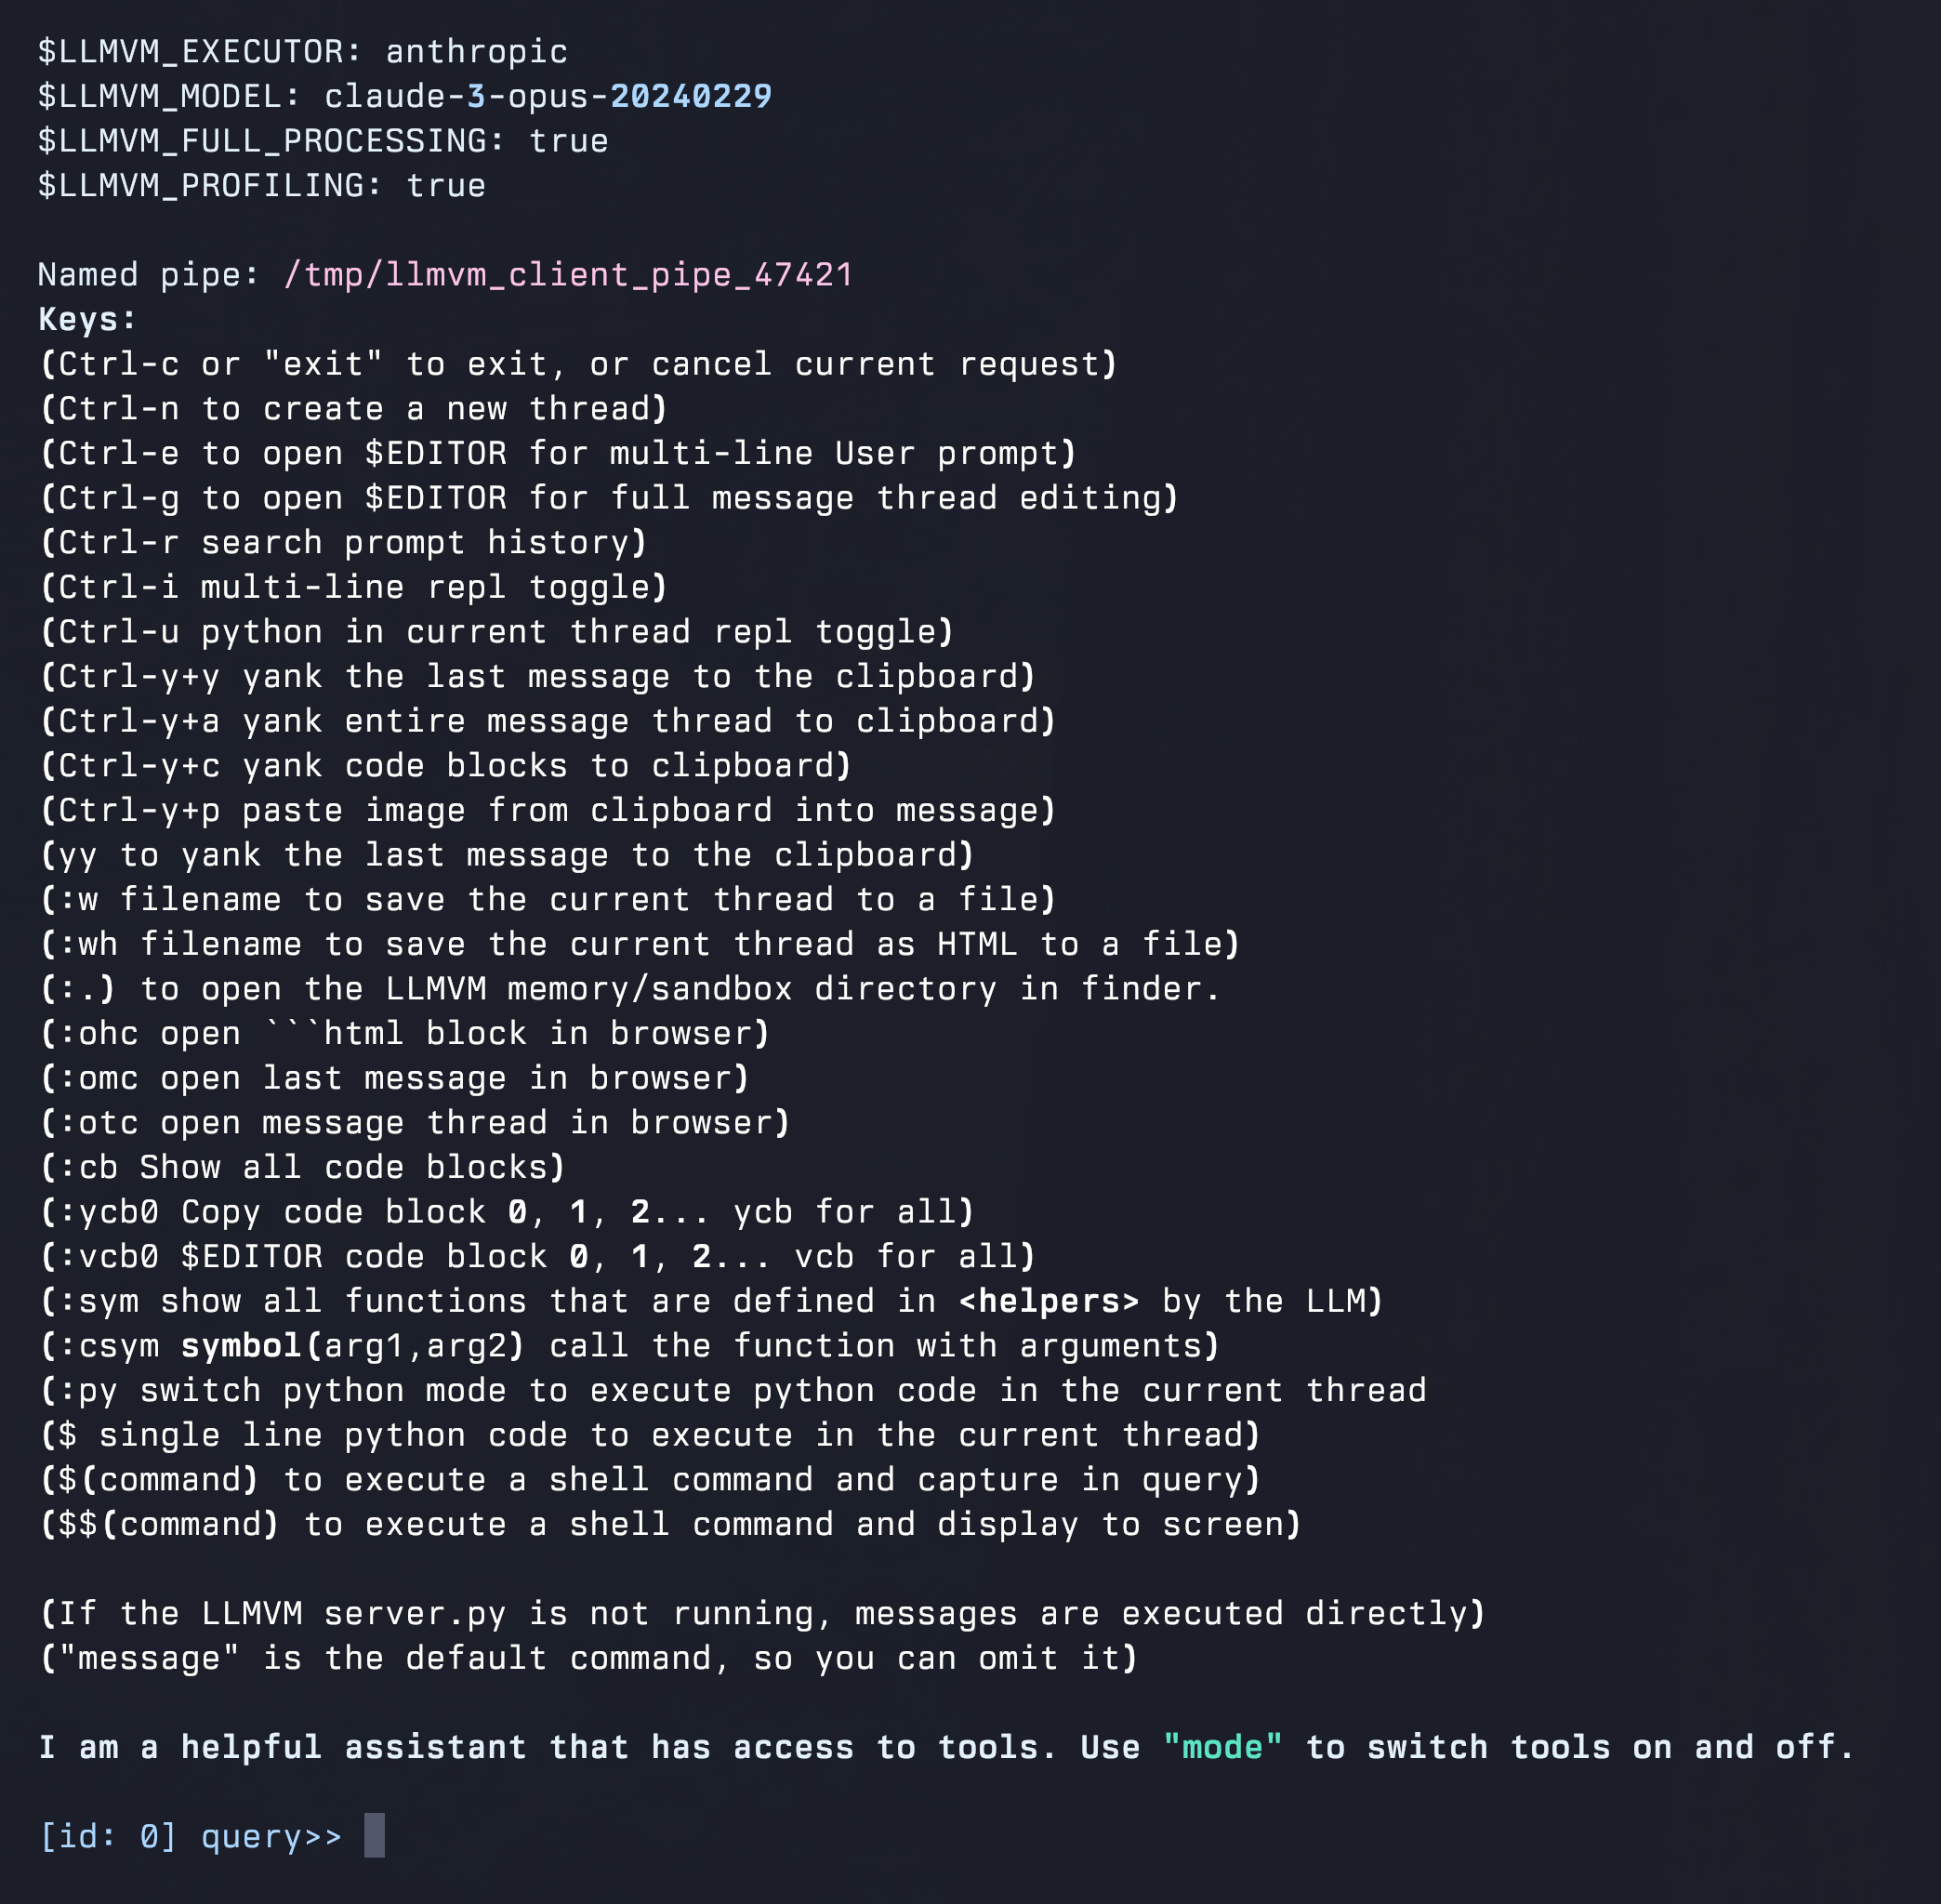 $LLMVM_EXECUTOR: anthropic
$LLMVM_MODEL: claude-3-opus-20240229
$LLMVM_FULL_PROCESSING: true
$LLMVM_PROFILING: true
Named pipe: /tmp/llmvm_client_pipe_47421
Keys:
(Ctrl-c or "exit" to exit, or cancel current request)
(Ctrl-n to create a new thread)
(Ctrl-e to open $EDITOR for multi-line User prompt)
(Ctrl-g to open $EDITOR for full message thread editing)
(Ctrl-r search prompt history)
(Ctrl-i multi-line repl toggle)
(Ctrl-u python in current thread repl toggle)
(Ctrl-y+y yank the last message to the clipboard)
(Ctrl-y+a yank entire message thread to clipboard)
(Ctrl-y+c yank code blocks to clipboard)
(Ctrl-y+p paste image from clipboard into message)
(yy to yank the last message to the clipboard)
(:w filename to save the current thread to a file)
(:wh filename to save the current thread as HTML to a file)
(:.) to open the LLMVM memory/sandbox directory in finder.
(:ohc open ```html block in browser)
(:omc open last message in browser)
(:otc open message thread in browser)
(:cb Show all code blocks)
(:ycb0 Copy code block 0, 1, 2... ycb for all)
(:vcb0 $EDITOR code block 0, 1, 2... vcb for all)
(:sym show all functions that are defined in <helpers> by the LLM)
(:csym symbol(arg1,arg2) call the function with arguments)
(:py switch python mode to execute python code in the current thread
($ single line python code to execute in the current thread)
($(command) to execute a shell command and capture in query)
($$(command) to execute a shell command and display to screen)
(If the LLMVM server.py is not running, messages are executed directly)
("message" is the default command, so you can omit it)
I am a helpful assistant that has access to tools. Use "mode" to switch tools on and off.
[id: 0] query>>